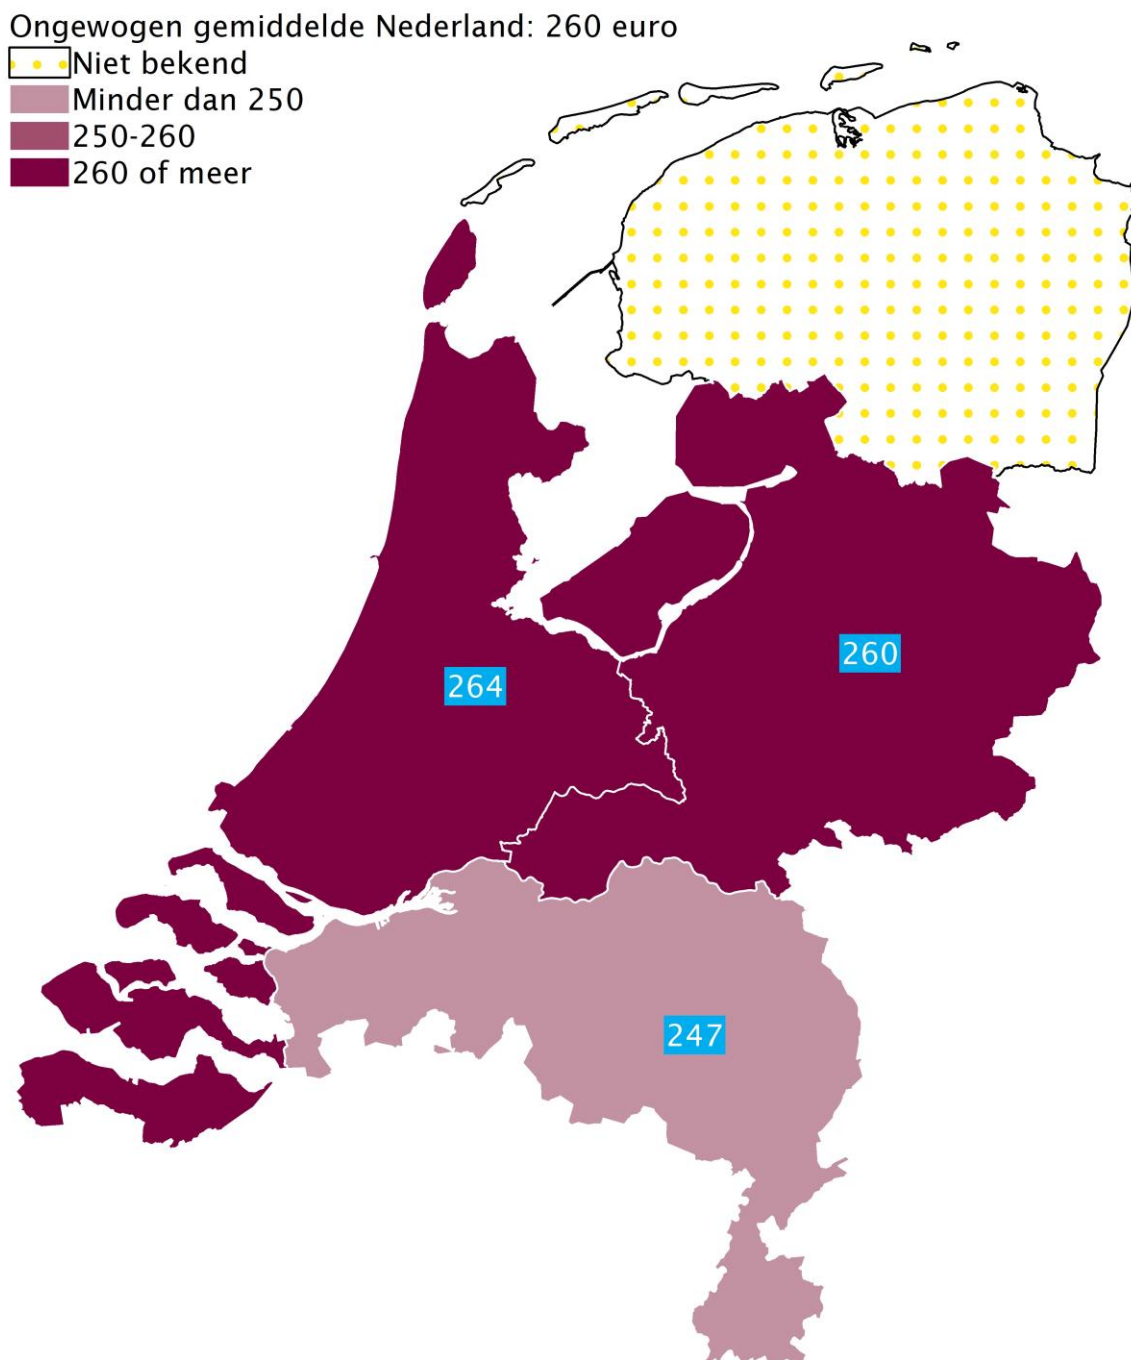 Ongewogen gemiddelde Nederland: 260 euro
Niet bekend
Minder dan 250
250-260
260 of meer
260
264
247